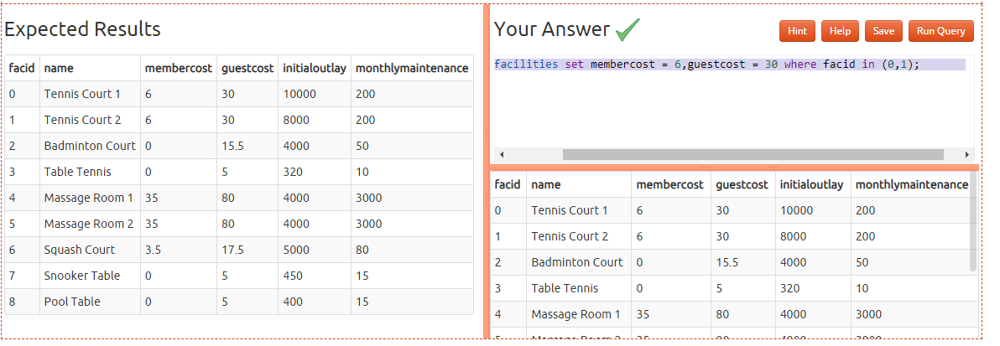 Expected Results
facid name membercost guestcost initialoutlay monthlymaintenance
0 Tennis Court 1 6 30 10000 200
1 Tennis Court 2 6 30 8000 200
2 Badminton Court 0 15.5 4000 50
3 Table Tennis 0 5 320 10
4 Massage Room 1 35 80 4000 3000
5 Massage Room 2 35 80 4000 3000
6 Squash Court 3.5 17.5 5000 80
7 Snooker Table 0 5 450 15
8 Pool Table 0 5 400 15
Your Answer
Hint Help Save Run Query
facilities set membercost = 6,guestcost = 30 where facid in (0,1);
facid name membercost guestcost initialoutlay monthlymaintenance
0 Tennis Court 1 6 30 10000 200
1 Tennis Court 2 6 30 8000 200
2 Badminton Court 0 15.5 4000 50
3 Table Tennis 0 5 320 10
4 Massage Room 1 35 80 4000 3000